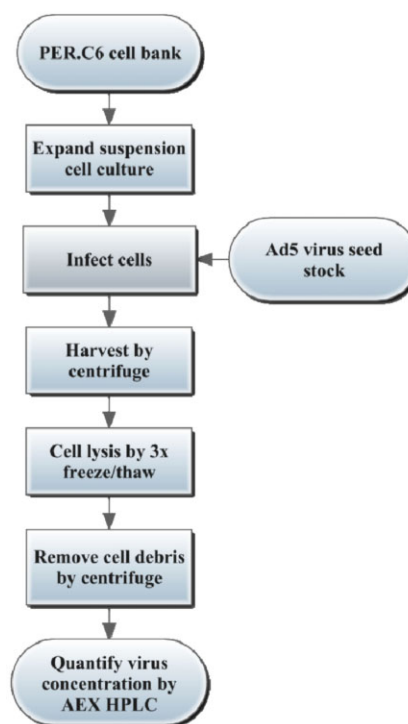 PER.C6 cell bank
Expand suspension
cell culture
Infect cells
Ad5 virus seed
stock
Harvest by
centrifuge
Cell lysis by 3x
freeze/thaw
Remove cell debris
by centrifuge
Quantify virus
concentration by
AEX HPLC